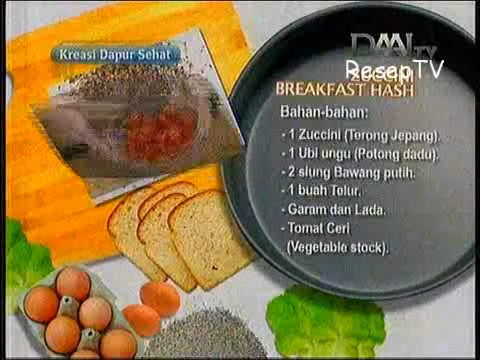 Kreasi Dapur Sehat
DAAI TV
ResepTV
BREAKFAST HASH
Bahan-bahan:
- 1 Zuccini (Terong Jepang).
- 1 Ubi ungu (Potong dadu).
- 2 siung Bawang putih.
- 1 buah Telur.
- Garam dan Lada.
- Tomat Ceri
(Vegetable stock).